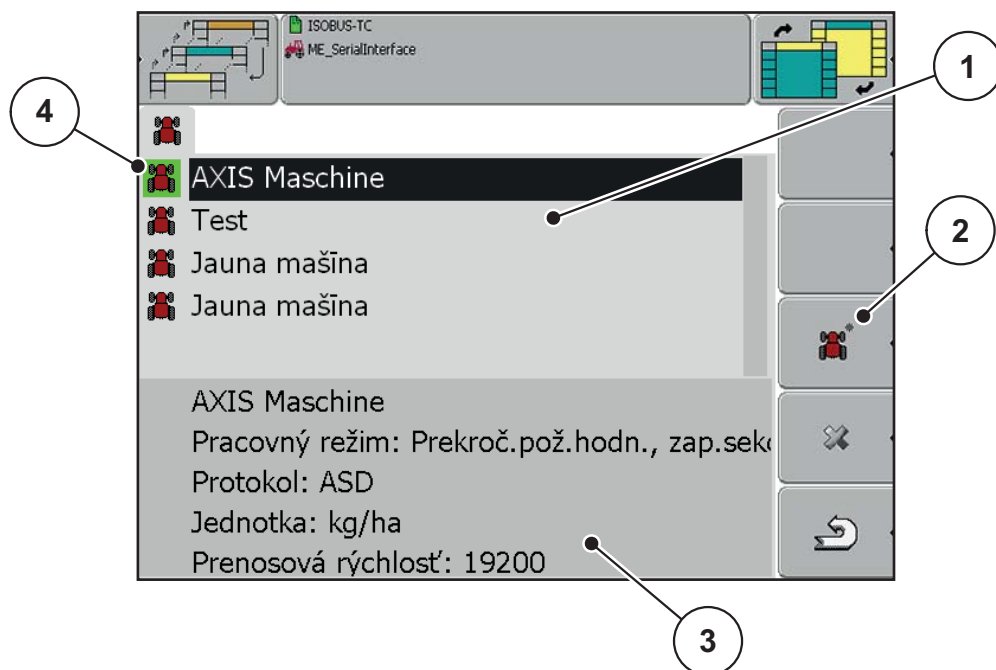 ISOBUS-TC
ME_SerialInterface
1
4
AXIS Maschine
Test
2
Jauna mašīna
Jauna mašīna
AXIS Maschine
Pracovný režim: Prekroč.pož.hodn., zap.sek
Protokol: ASD
Jednotka: kg/ha
Prenosová rýchlosť: 19200
3